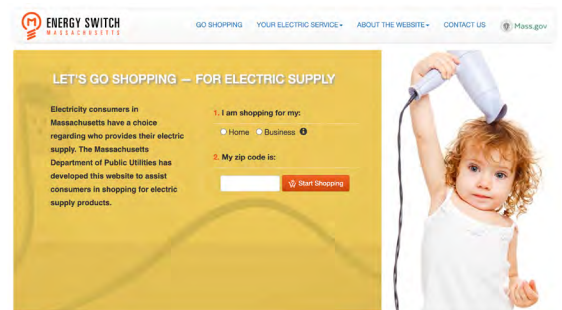 ENERGY SWITCH
MASSACHUSETTS
GO SHOPPING
YOUR ELECTRIC SERVICE
ABOUT THE WEBSITE
CONTACT US
Mass.gov
LET'S GO SHOPPING — FOR ELECTRIC SUPPLY
Electricity consumers in
Massachusetts have a choice
regarding who provides their electric
supply. The Massachusetts
Department of Public Utilities has
developed this website to assist
consumers in shopping for electric
supply products.
1. I am shopping for my:
Home
Business
2. My zip code is:
Start Shopping